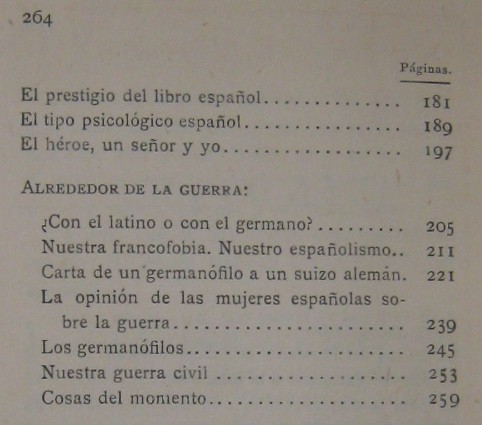 264
Páginas.
El prestigio del libro español............... 181
El tipo psicológico español................. 189
El héroe, un señor y yo................... 197
ALREDEDOR DE LA GUERRA:
¿Con el latino o con el germano? ......... 205
Nuestra francofobia. Nuestro españolismo.. 211
Carta de un germanófilo a un suizo alemán. 221
La opinión de las mujeres españolas so-
bre la guerra........................ 239
Los germanófilos....................... 245
Nuestra guerra civil .................... 253
Cosas del momento..................... 259